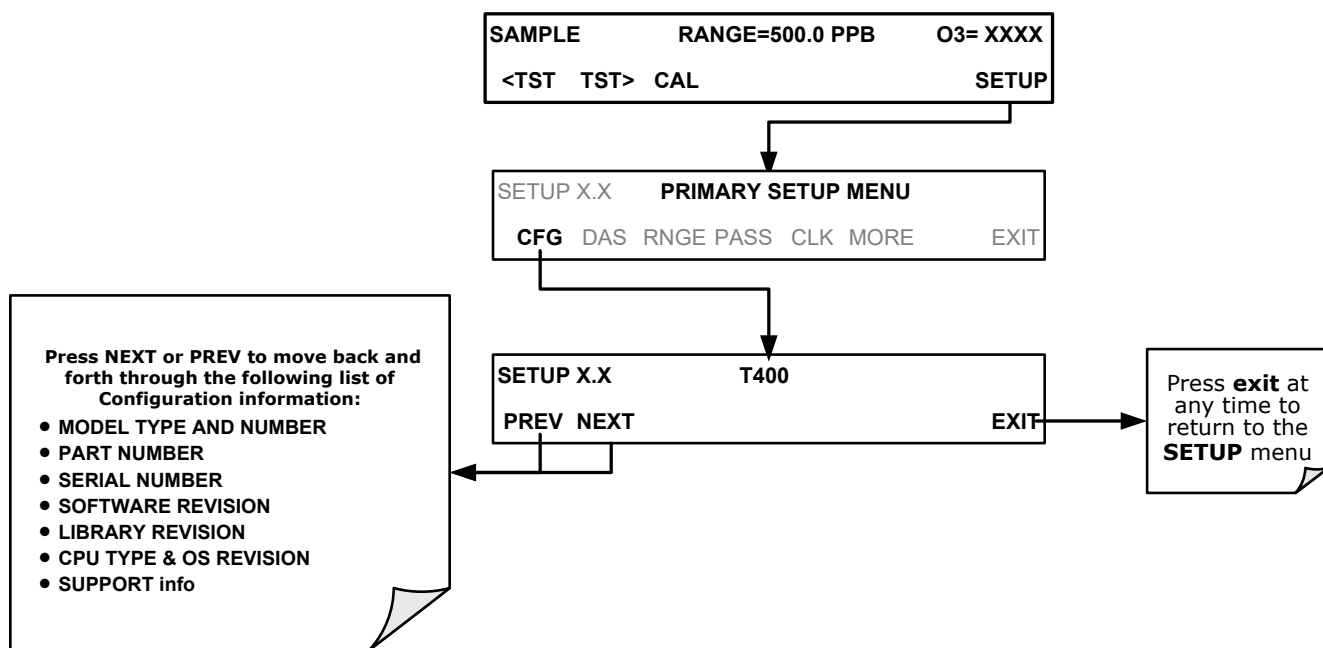 SAMPLE RANGE=500.0 PPB O3= XXXX
<TST TST> CAL SETUP
SETUP X.X PRIMARY SETUP MENU
CFG DAS RNGE PASS CLK MORE EXIT
Press NEXT or PREV to move back and
forth through the following list of
Configuration information:
● MODEL TYPE AND NUMBER
● PART NUMBER
● SERIAL NUMBER
● SOFTWARE REVISION
● LIBRARY REVISION
● CPU TYPE & OS REVISION
● SUPPORT info
SETUP X.X T400
PREV NEXT EXIT
Press exit at
any time to
return to the
SETUP menu